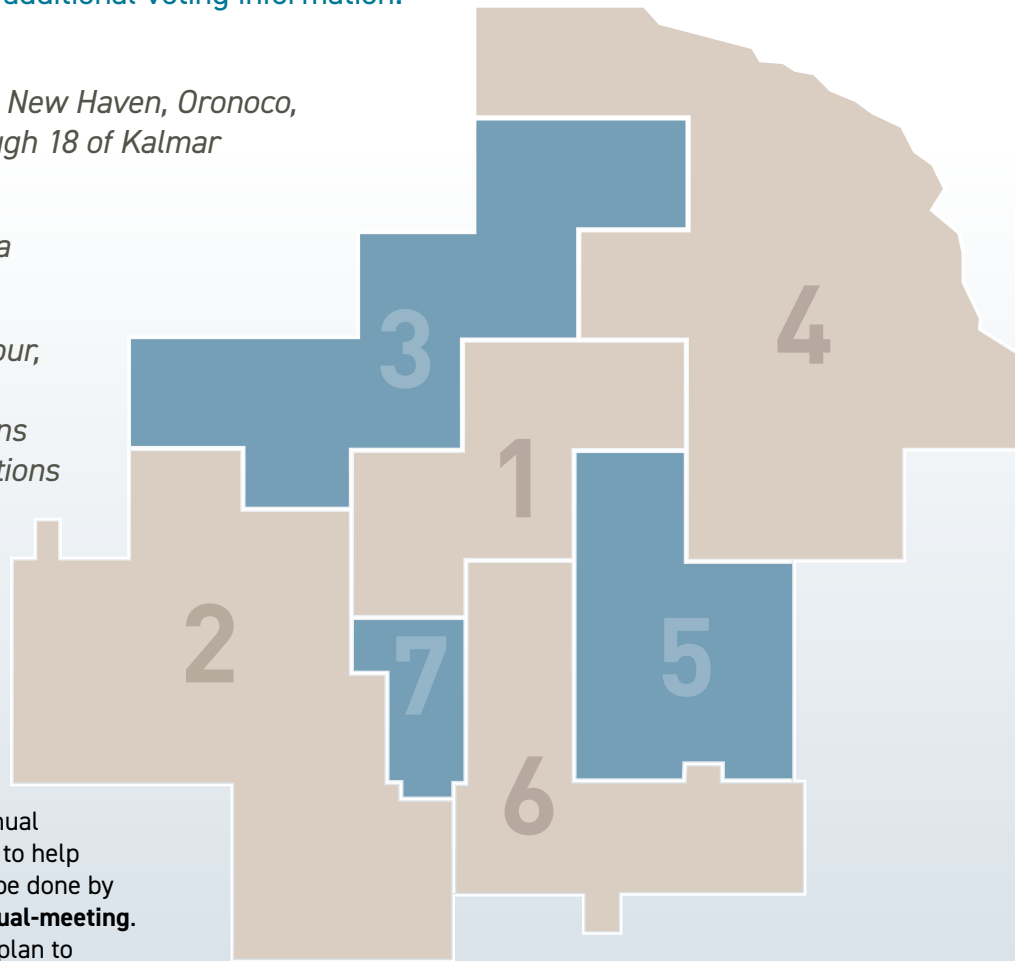 additional voting information.
New Haven, Oronoco,
ugh 18 of Kalmar
a
our,
ns
tions
3
4
1
2
7
5
6
nual
to help
be done by
ual-meeting.
plan to